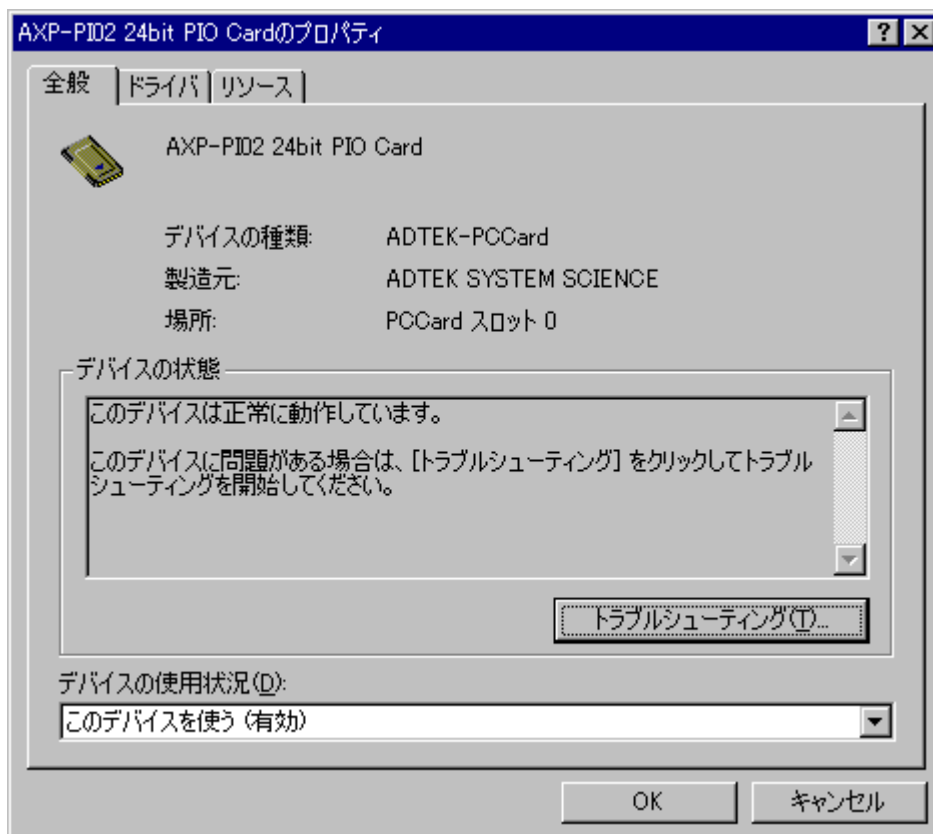 AXP-PI02 24bit PIO Cardのプロパティ
全般 ドライバ リソース
AXP-PI02 24bit PIO Card
デバイスの種類: ADTEK-PCCard
製造元: ADTEK SYSTEM SCIENCE
場所: PCCard スロット 0
デバイスの状態
このデバイスは正常に動作しています。
このデバイスに問題がある場合は、[トラブルシューティング] をクリックしてトラブル
シューティングを開始してください。
トラブルシューティング(T)...
デバイスの使用状況(D):
このデバイスを使う (有効)
OK キャンセル